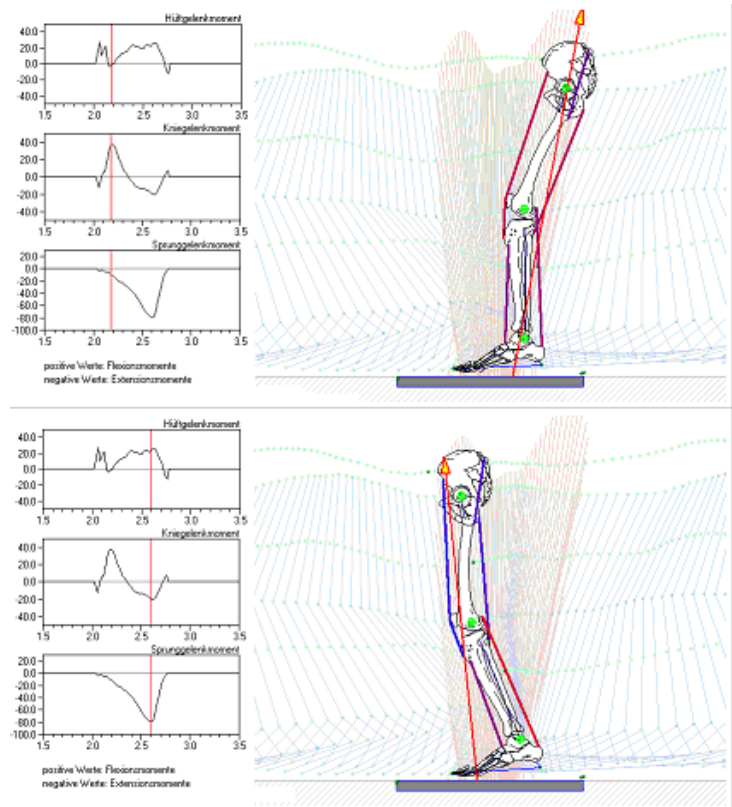 Hüftgelenkmoment
40.0
20.0
0.0
-20.0
-40.0
1.5 2.0 2.5 3.0 3.5
Kniegelenkmoment
40.0
20.0
0.0
-20.0
-40.0
1.5 2.0 2.5 3.0 3.5
Sprunggelenkmoment
20.0
0.0
-20.0
-40.0
-60.0
-80.0
-100.0
1.5 2.0 2.5 3.0 3.5
positive Werte: Flexionsmomente
negative Werte: Extensionsmomente
Hüftgelenkmoment
40.0
20.0
0.0
-20.0
-40.0
1.5 2.0 2.5 3.0 3.5
Kniegelenkmoment
40.0
20.0
0.0
-20.0
-40.0
1.5 2.0 2.5 3.0 3.5
Sprunggelenkmoment
20.0
0.0
-20.0
-40.0
-60.0
-80.0
-100.0
1.5 2.0 2.5 3.0 3.5
positive Werte: Flexionsmomente
negative Werte: Extensionsmomente